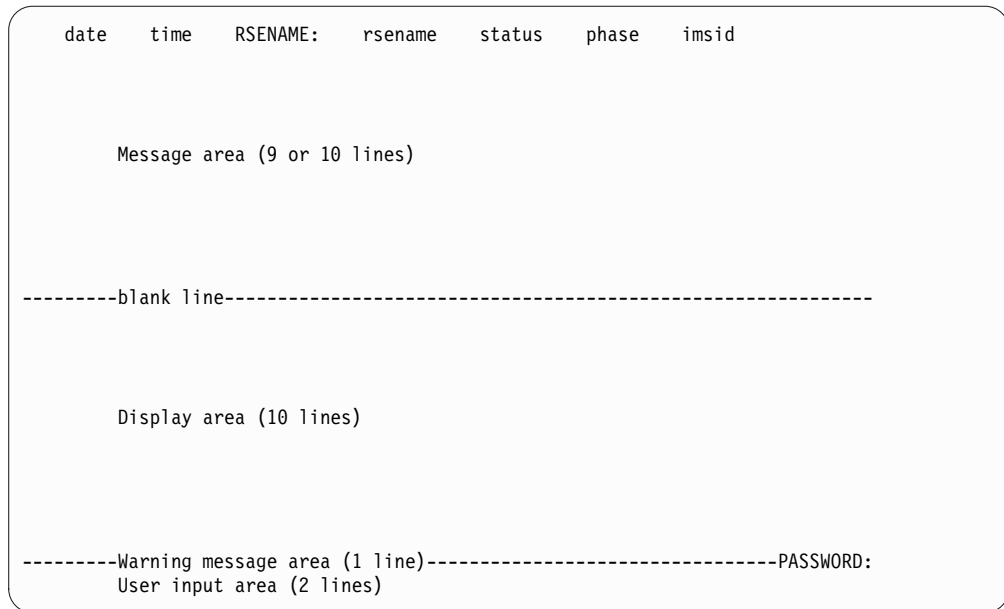 date time RSENAME: rsename status phase imsid
Message area (9 or 10 lines)
---------blank line--------------------------------------------------------------
Display area (10 lines)
---------Warning message area (1 line)---------------------------------PASSWORD:
User input area (2 lines)